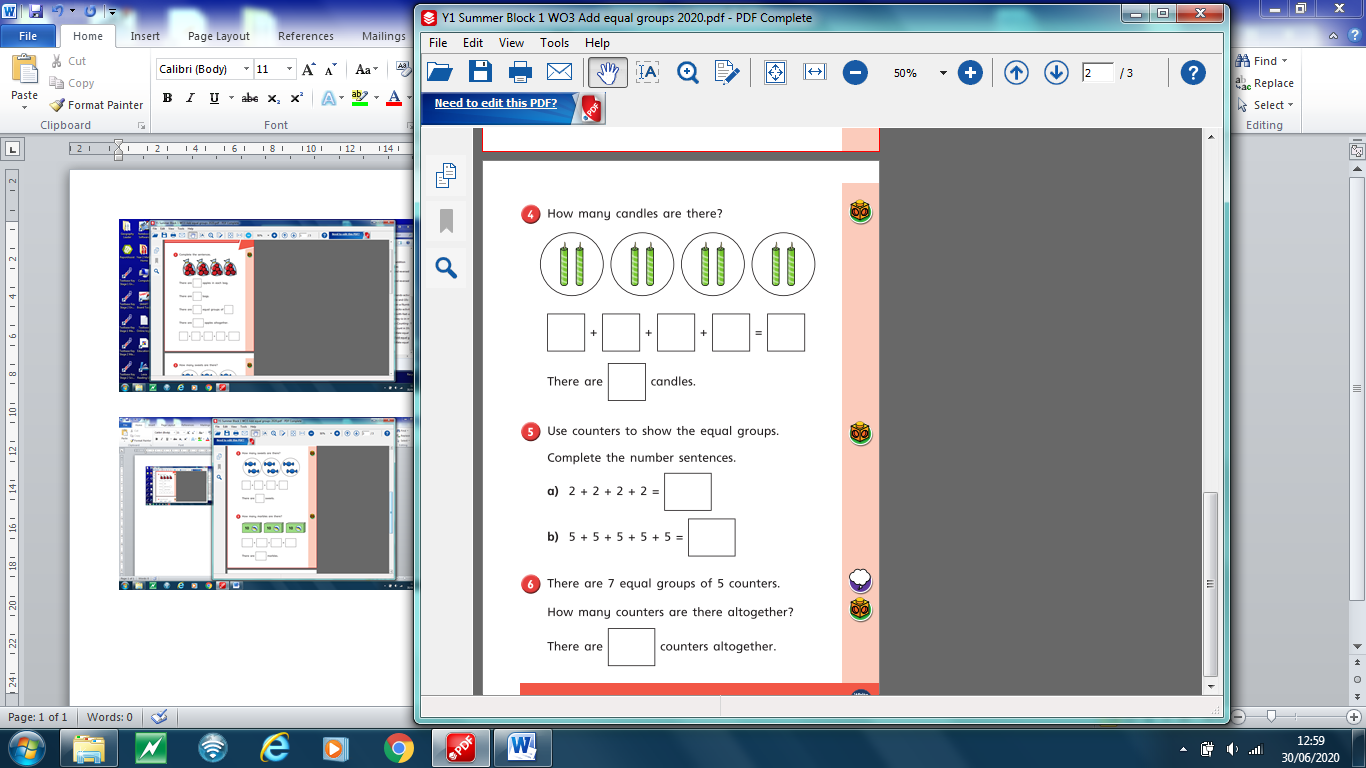 File
Home
Insert
Page Layout
References
Mailings
Paste
Cut
Copy
Format Painter
Clipboard
Calibri (Body)
11
Font
Find
Replace
Select
Editing
Y1 Summer Block 1 WO3 Add equal groups 2020.pdf - PDF Complete
File Edit View Tools Help
50%
2 / 3
Need to edit this PDF?
4 How many candles are there?
+ + + =
There are candles.
5 Use counters to show the equal groups.
Complete the number sentences.
a) 2 + 2 + 2 + 2 =
b) 5 + 5 + 5 + 5 + 5 =
6 There are 7 equal groups of 5 counters.
How many counters are there altogether?
There are counters altogether.
Page: 1 of 1
Words: 0
12:59
30/06/2020